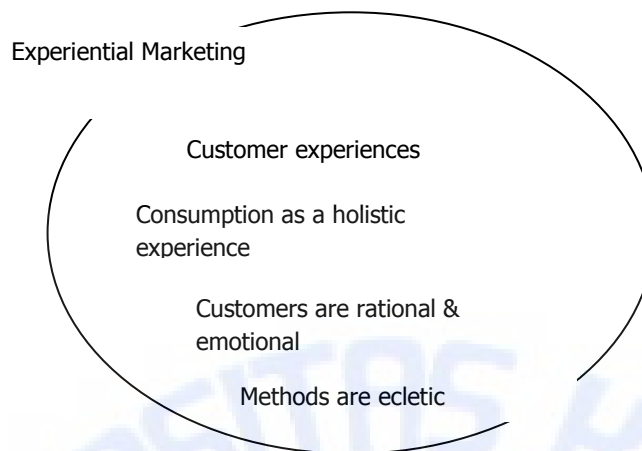 Experiential Marketing
Customer experiences
Consumption as a holistic
experience
Customers are rational &
emotional
Methods are ecletic